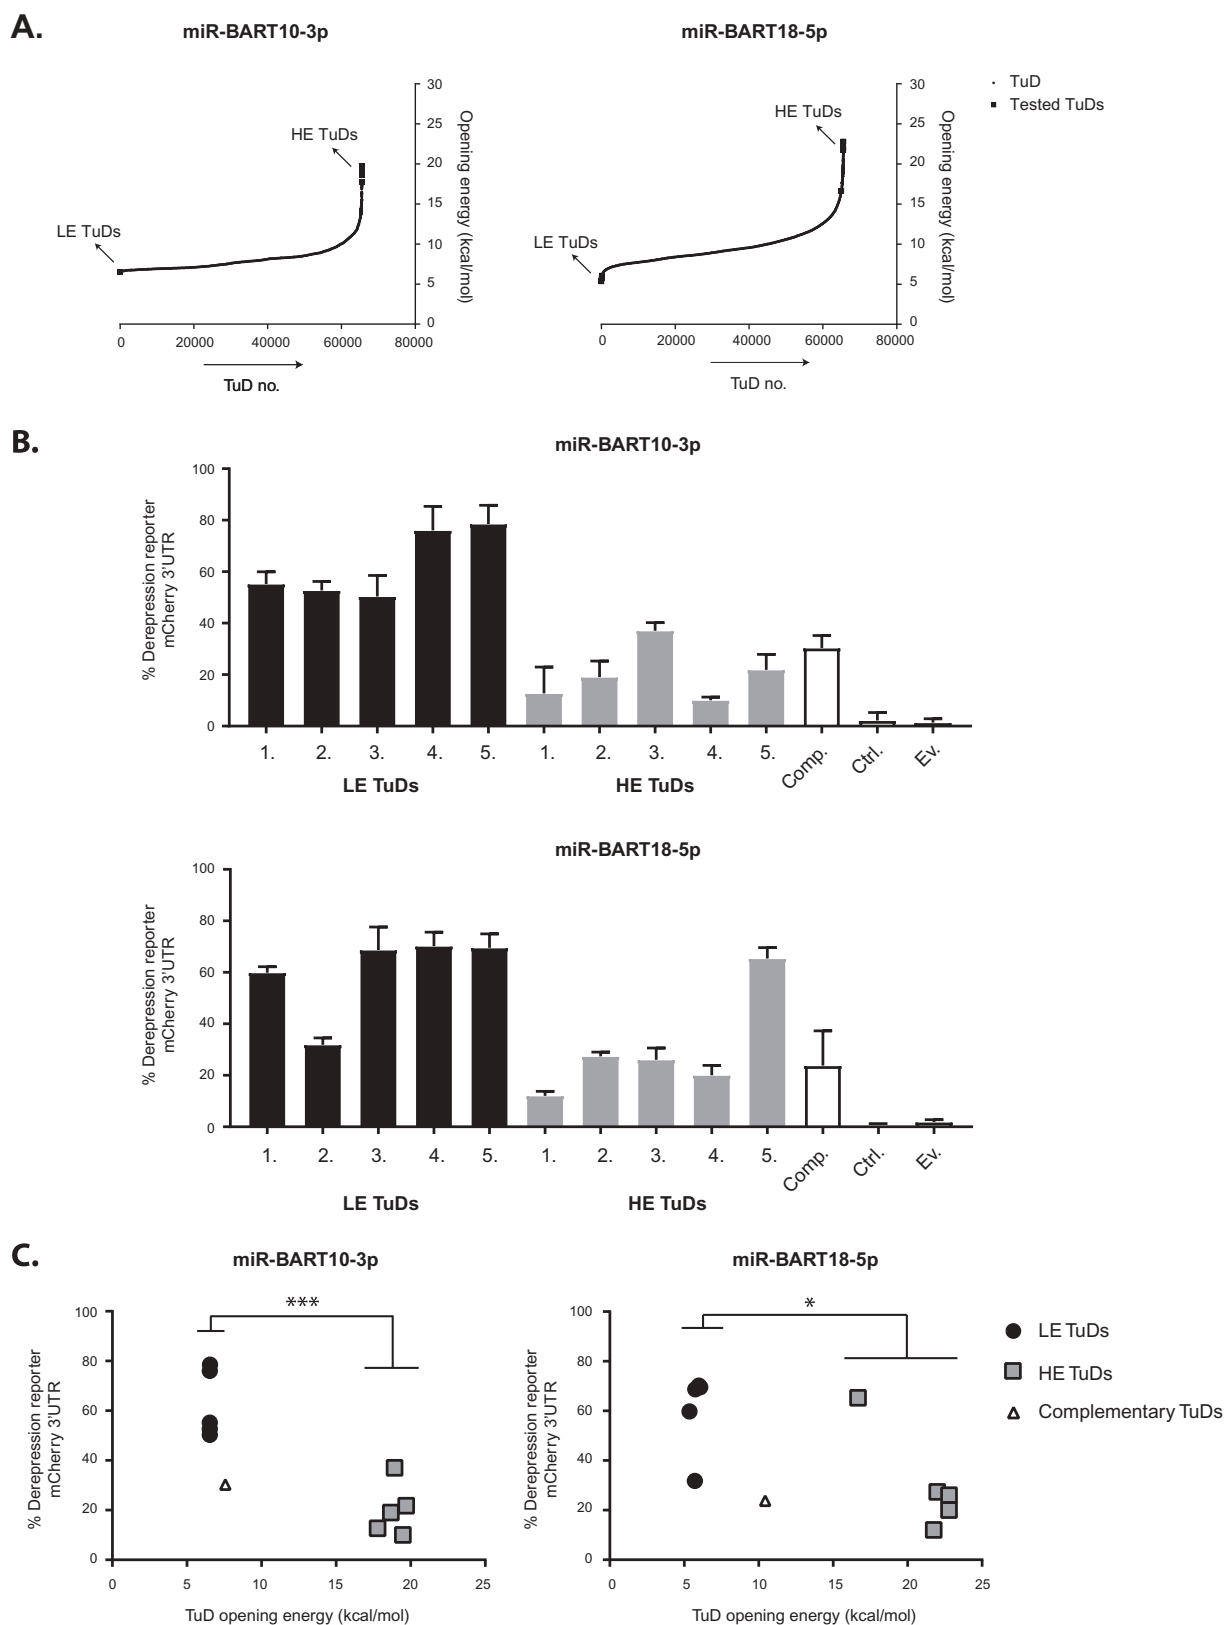 A.
miR-BART10-3p
miR-BART18-5p
TuD
Tested TuDs
30
25
20
15
10
5
0
Opening energy (kcal/mol)
HE TuDs
LE TuDs
0 20000 40000 60000 80000
TuD no.
30
25
20
15
10
5
0
Opening energy (kcal/mol)
HE TuDs
LE TuDs
0 20000 40000 60000 80000
TuD no.
B.
miR-BART10-3p
% Derepression reporter
mCherry 3'UTR
100
80
60
40
20
0
1. 2. 3. 4. 5. 1. 2. 3. 4. 5. Comp. Ctrl. Ev.
LE TuDs HE TuDs
miR-BART18-5p
% Derepression reporter
mCherry 3'UTR
100
80
60
40
20
0
1. 2. 3. 4. 5. 1. 2. 3. 4. 5. Comp. Ctrl. Ev.
LE TuDs HE TuDs
C.
miR-BART10-3p
% Derepression reporter
mCherry 3'UTR
100
80
60
40
20
0
***
0 5 10 15 20 25
TuD opening energy (kcal/mol)
miR-BART18-5p
% Derepression reporter
mCherry 3'UTR
100
80
60
40
20
0
*
0 5 10 15 20 25
TuD opening energy (kcal/mol)
LE TuDs
HE TuDs
Complementary TuDs